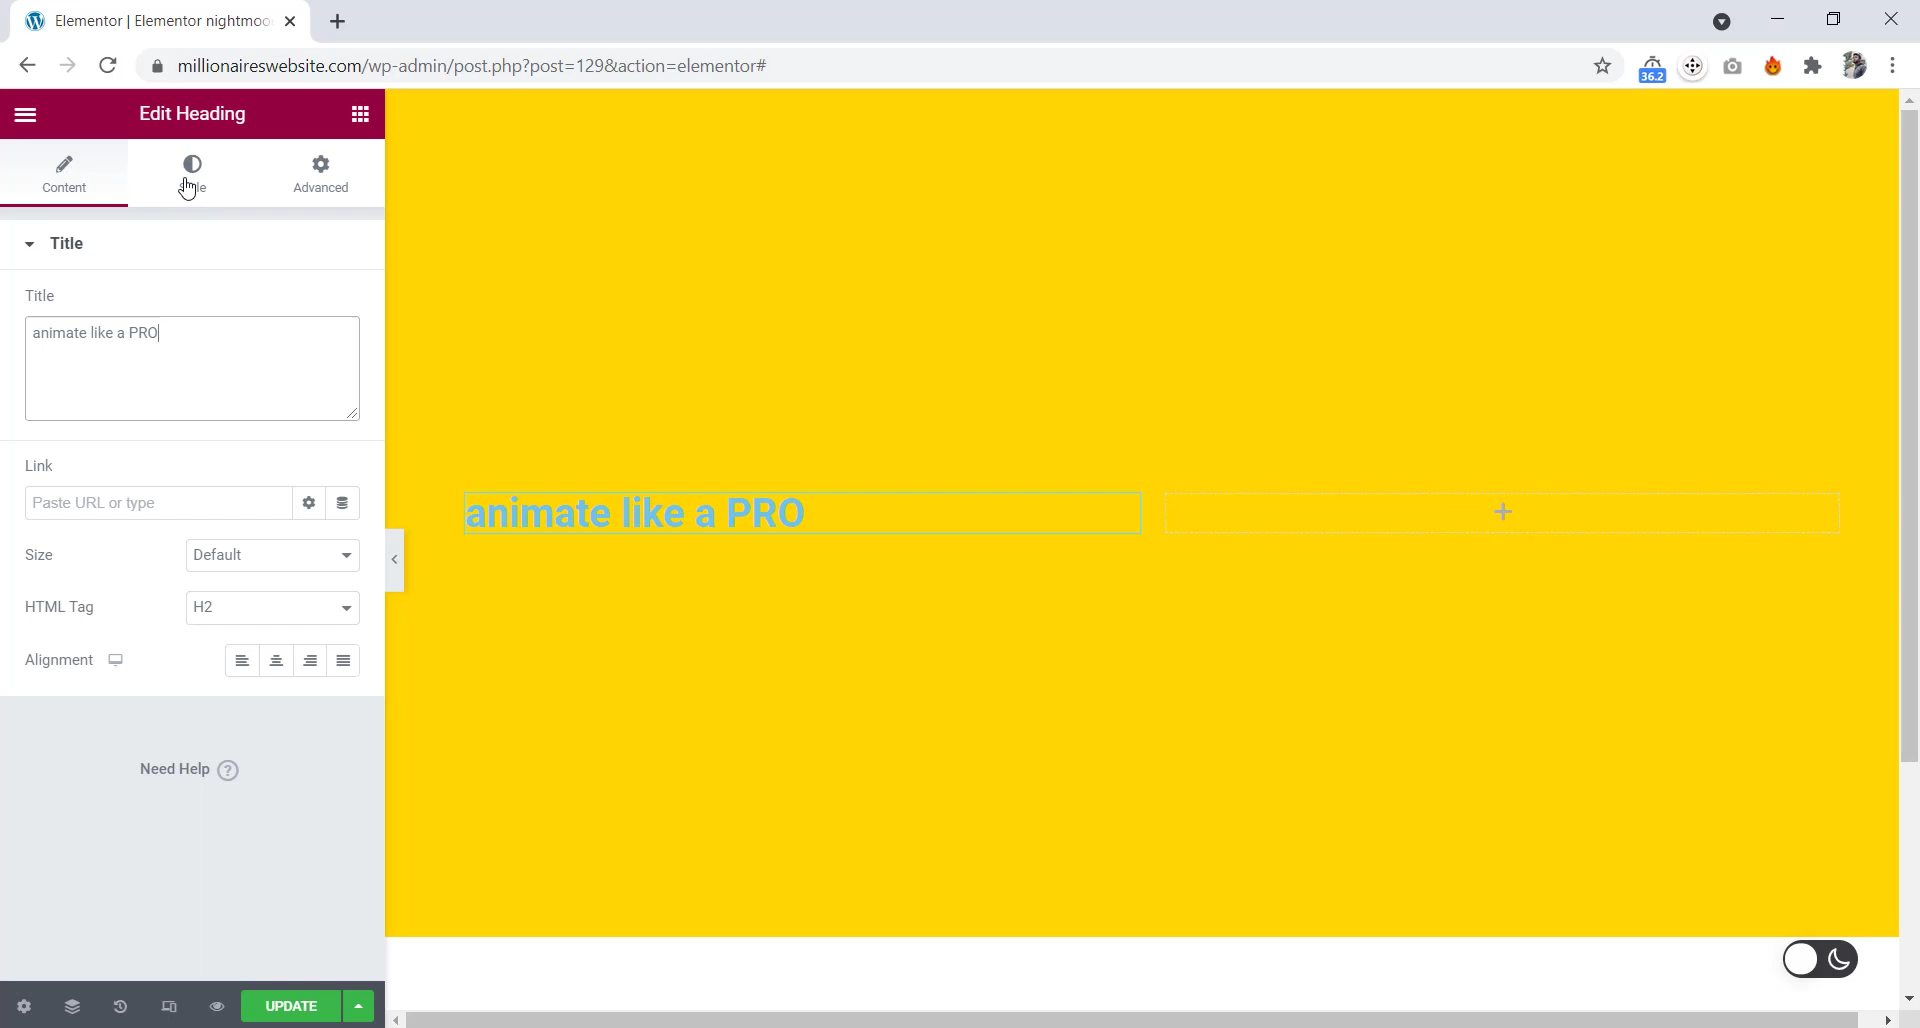 Elementor | Elementor nightmoo
millionaireswebsite.com/wp-admin/post.php?post=129&action=elementor#
36.2
Edit Heading
Content
Advanced
Title
Title
animate like a PRO
Link
Paste URL or type
Size
Default
HTML Tag
H2
Alignment
Need Help ?
UPDATE
animate like a PRO